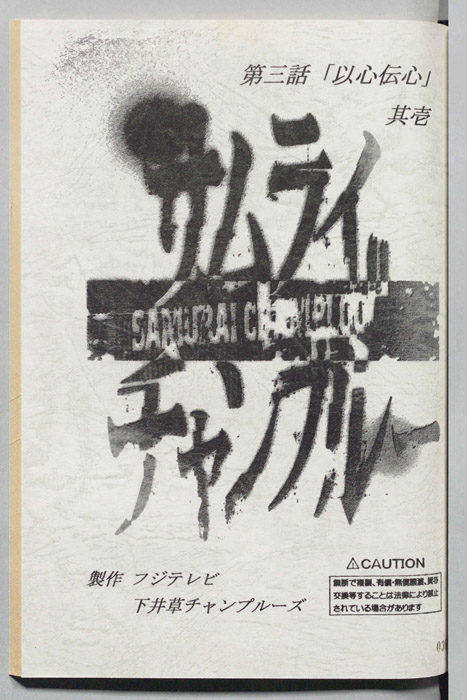 第三話「以心伝心」
其壱
サムライ
SAMURAI CHAMPLOO
チャンプルー
製作 フジテレビ
下井草チャンプルーズ
⚠CAUTION
無断で複製、有償・無償譲渡、貸与
交換等することは法律により禁止
されている場合があります